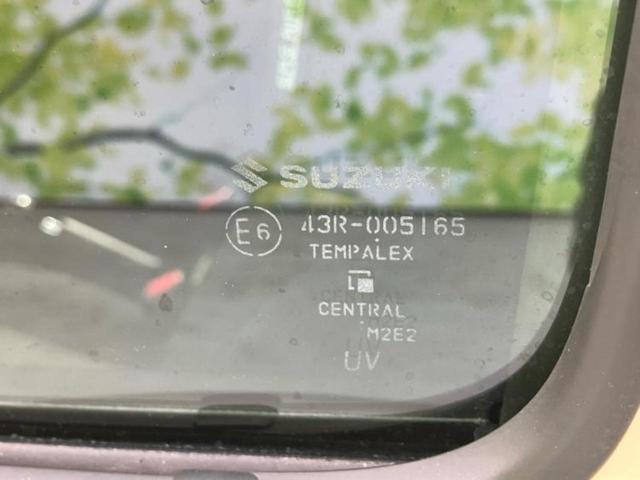 SUZUKI
E6 43R-005165
TEMPALEX
CENTRAL
M2E2
UV